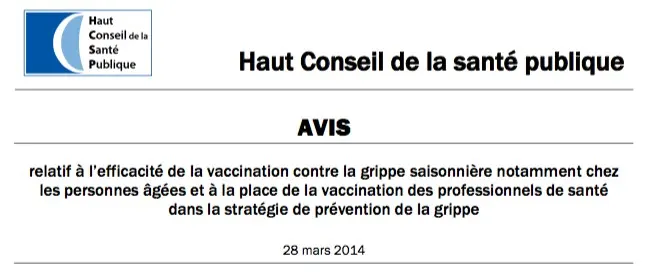 Haut
Conseil de la
Santé
Publique
Haut Conseil de la santé publique
AVIS
relatif à l'efficacité de la vaccination contre la grippe saisonnière notamment chez
les personnes âgées et à la place de la vaccination des professionnels de santé
dans la stratégie de prévention de la grippe
28 mars 2014